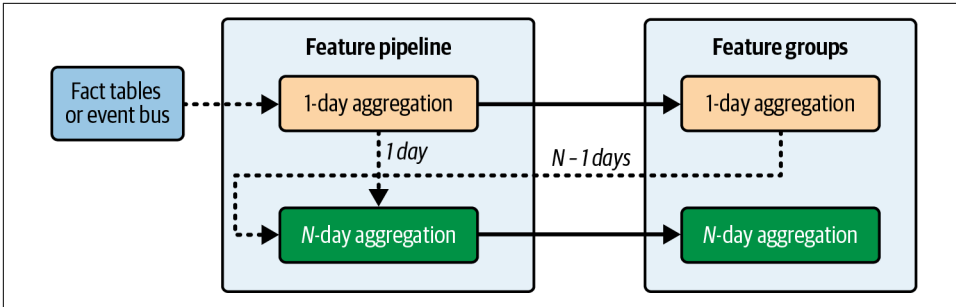 Feature pipeline
Feature groups
Fact tables
or event bus
1-day aggregation
1-day aggregation
1 day
N – 1 days
N-day aggregation
N-day aggregation